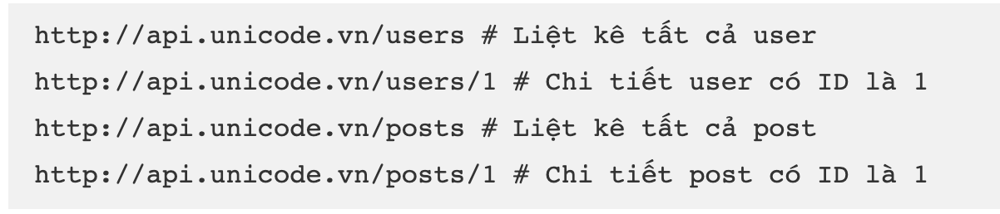 http://api.unicode.vn/users # Liệt kê tất cả user
http://api.unicode.vn/users/1 # Chi tiết user có ID là 1
http://api.unicode.vn/posts # Liệt kê tất cả post
http://api.unicode.vn/posts/1 # Chi tiết post có ID là 1